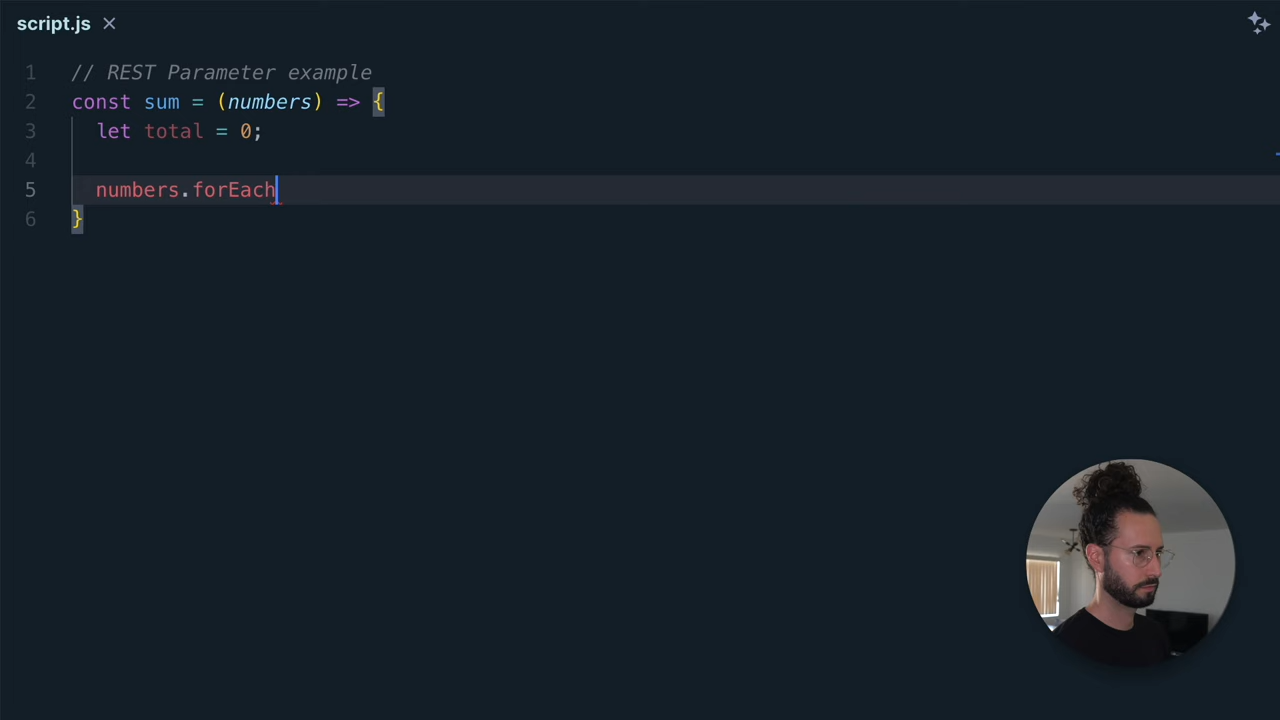 script.js
1 // REST Parameter example
2 const sum = (numbers) => {
3 let total = 0;
4
5 numbers.forEach
6 }